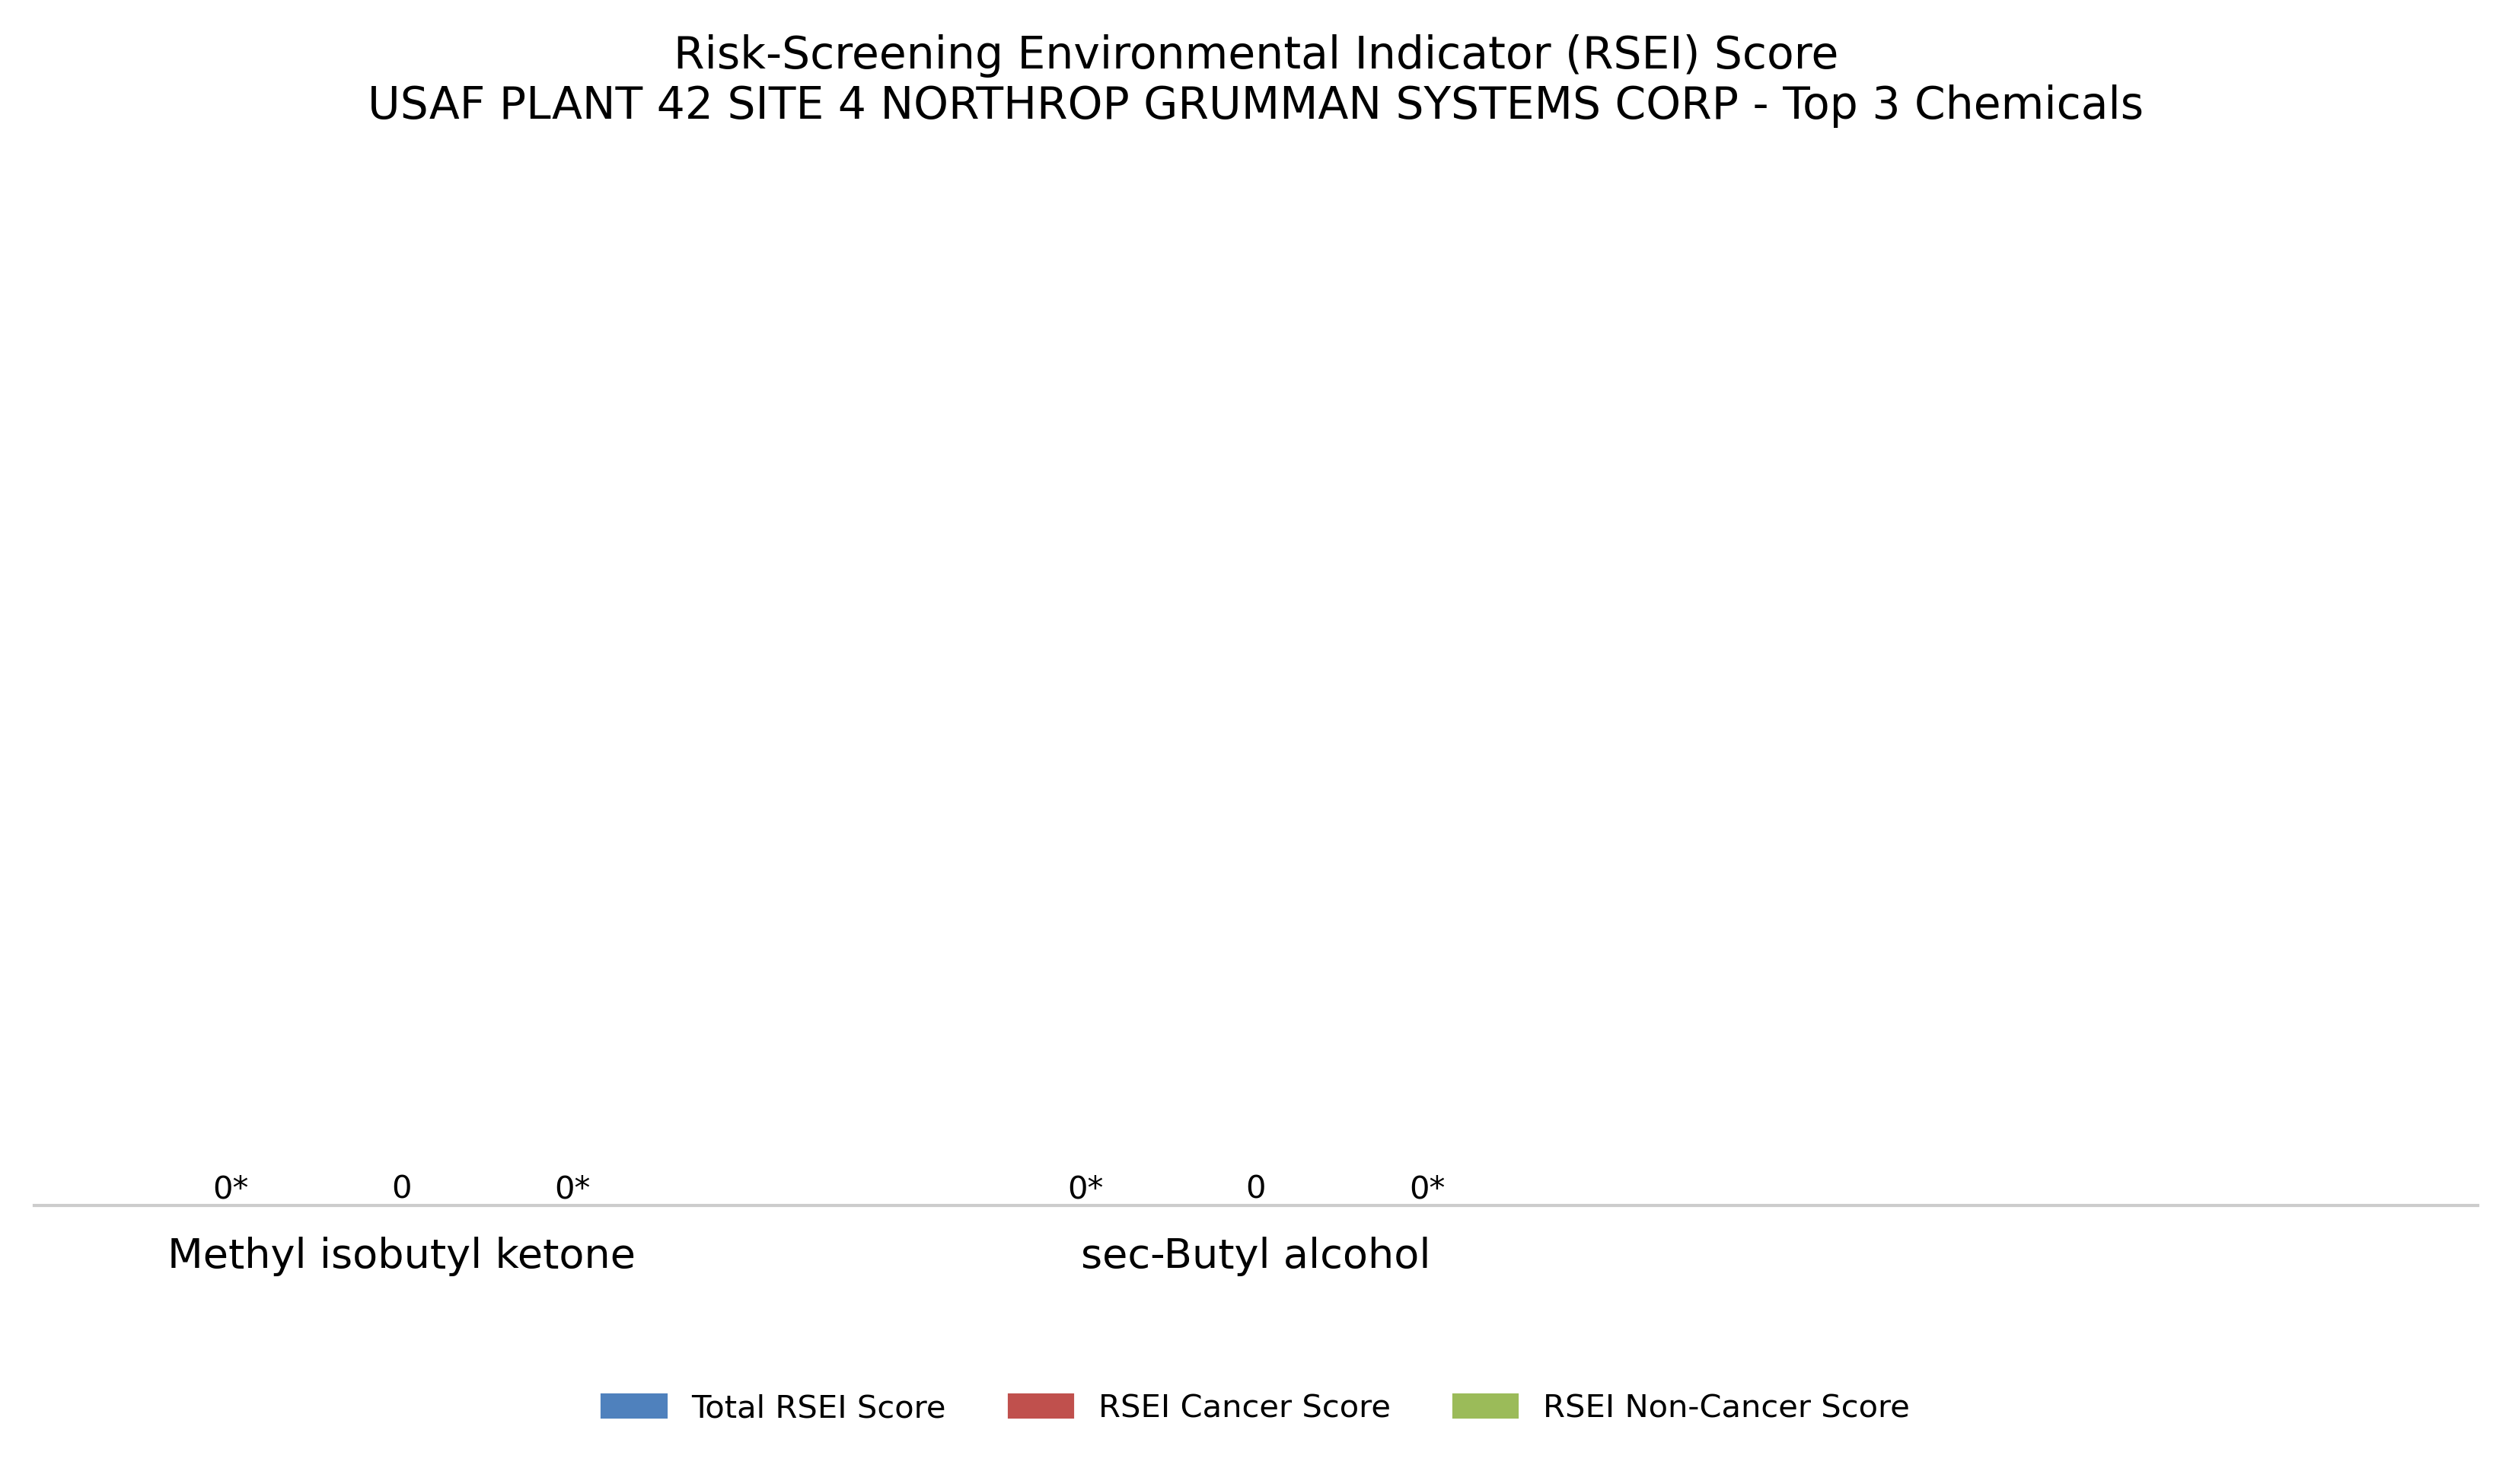 Risk-Screening Environmental Indicator (RSEI) Score
USAF PLANT 42 SITE 4 NORTHROP GRUMMAN SYSTEMS CORP - Top 3 Chemicals
0* 0 0* 0* 0 0*
Methyl isobutyl ketone sec-Butyl alcohol
Total RSEI Score RSEI Cancer Score RSEI Non-Cancer Score